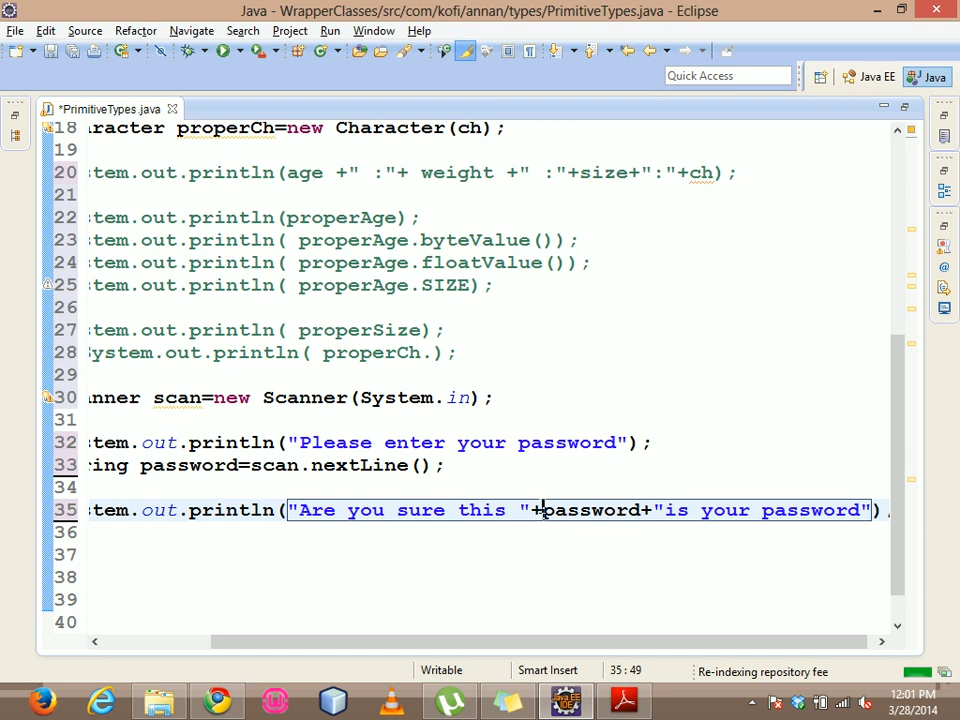 Java - WrapperClasses/src/com/kofi/annan/types/PrimitiveTypes.java - Eclipse
File Edit Source Refactor Navigate Search Project Run Window Help
Quick Access
Java EE
Java
*PrimitiveTypes.java
18 aracter properCh=new Character(ch);
19
20 stem.out.println(age +" :"+ weight +" :"+size+":"+ch);
21
22 stem.out.println(properAge);
23 stem.out.println( properAge.byteValue());
24 stem.out.println( properAge.floatValue());
25 stem.out.println( properAge.SIZE);
26
27 stem.out.println( properSize);
28 System.out.println( properCh.);
29
30 anner scan=new Scanner(System.in);
31
32 stem.out.println("Please enter your password");
33 ring password=scan.nextLine();
34
35 stem.out.println("Are you sure this "+password+"is your password");
36
37
38
39
40
Writable
Smart Insert
35 : 49
Re-indexing repository fee
12:01 PM
3/28/2014